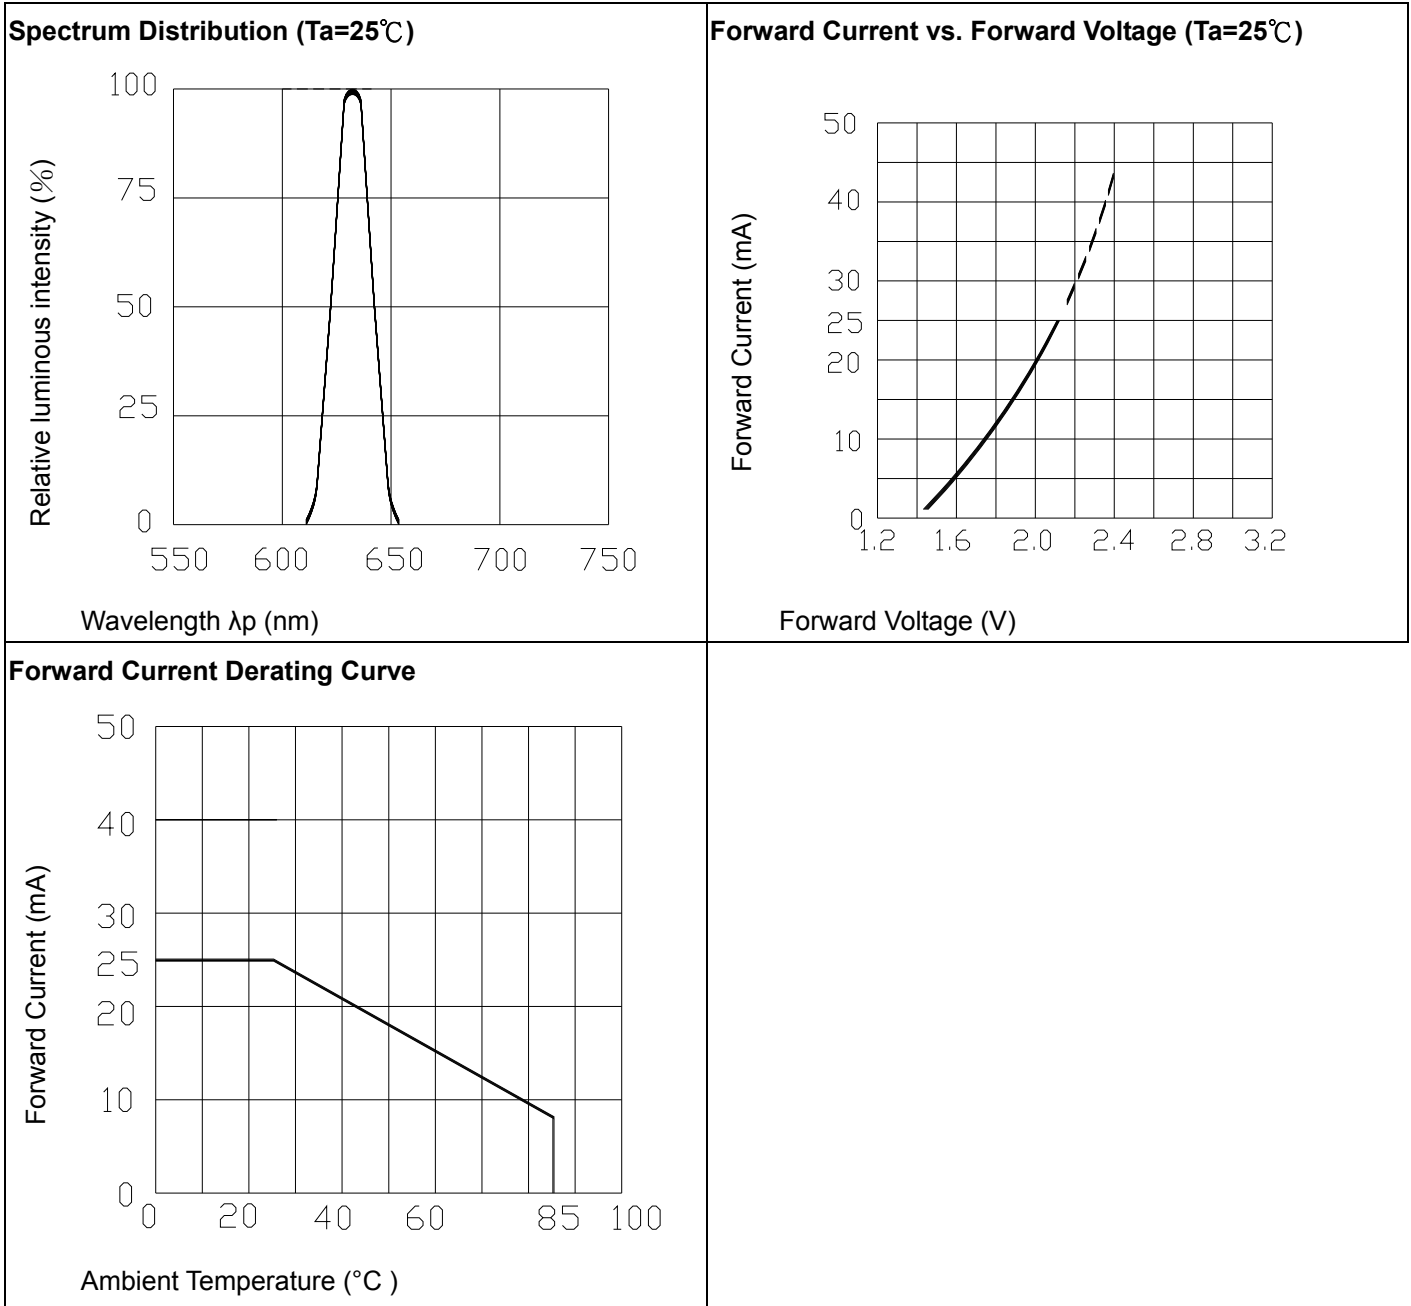 Spectrum Distribution (Ta=25℃)
100
75
50
25
0
550 600 650 700 750
Relative luminous intensity (%)
Wavelength λp (nm)
Forward Current vs. Forward Voltage (Ta=25℃)
50
40
30
25
20
10
0
1.2 1.6 2.0 2.4 2.8 3.2
Forward Current (mA)
Forward Voltage (V)
Forward Current Derating Curve
50
40
30
25
20
10
0
0 20 40 60 85 100
Forward Current (mA)
Ambient Temperature (°C )